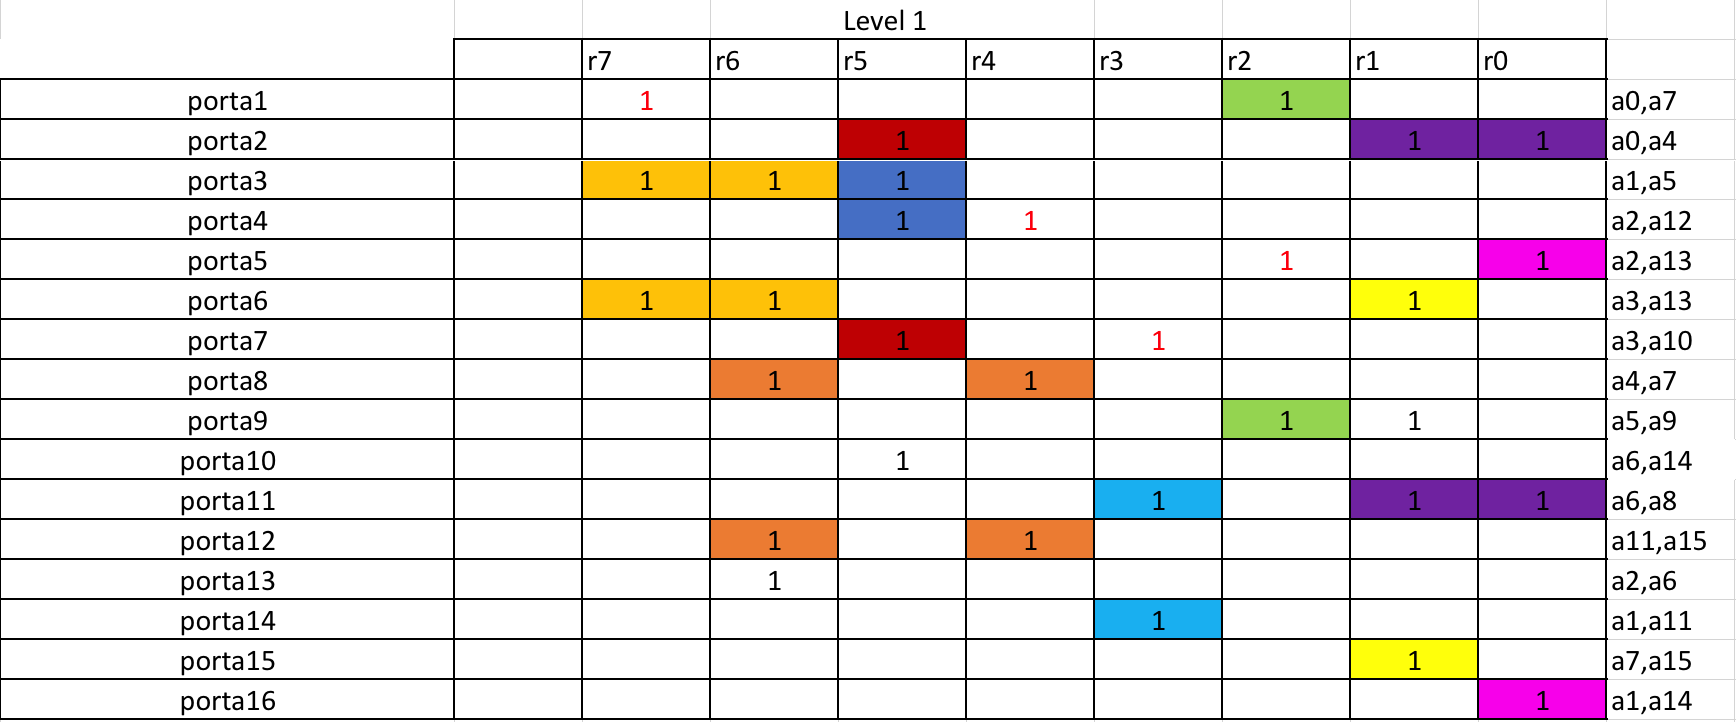 Level 1
r7 r6 r5 r4 r3 r2 r1 r0
porta1 1 1 a0,a7
porta2 1 1 1 a0,a4
porta3 1 1 1 a1,a5
porta4 1 1 a2,a12
porta5 1 1 a2,a13
porta6 1 1 1 a3,a13
porta7 1 1 a3,a10
porta8 1 1 a4,a7
porta9 1 1 a5,a9
porta10 1 a6,a14
porta11 1 1 1 a6,a8
porta12 1 1 a11,a15
porta13 1 a2,a6
porta14 1 a1,a11
porta15 1 a7,a15
porta16 1 a1,a14